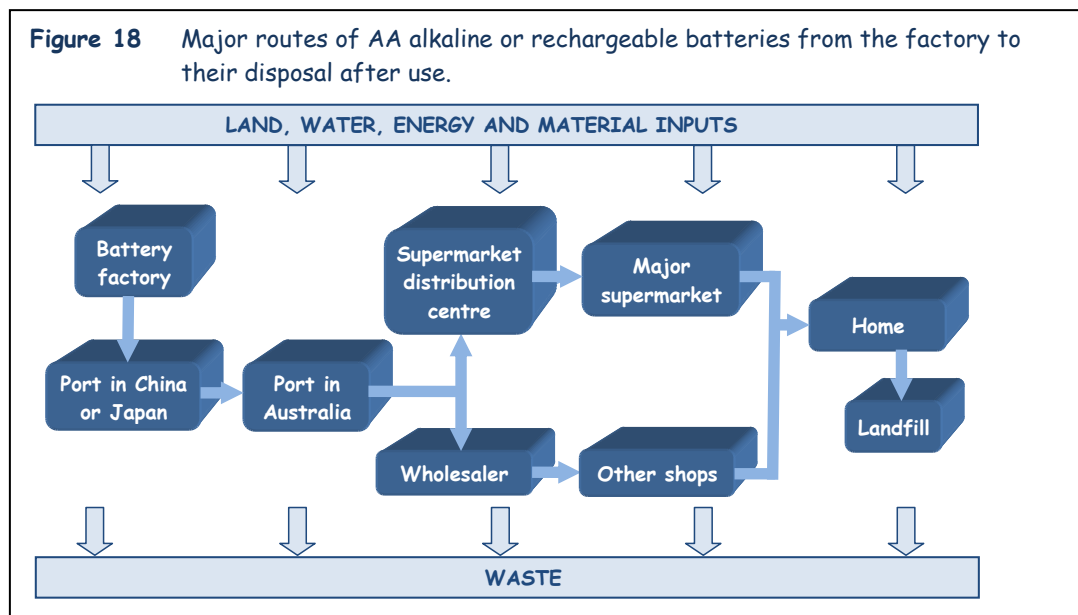 Figure 18 Major routes of AA alkaline or rechargeable batteries from the factory to
their disposal after use.
LAND, WATER, ENERGY AND MATERIAL INPUTS
Battery
factory
Supermarket
distribution
centre
Major
supermarket
Home
Port in China
or Japan
Port in
Australia
Landfill
Wholesaler
Other shops
WASTE